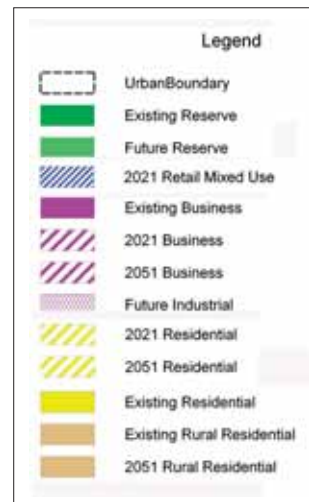 Legend
UrbanBoundary
Existing Reserve
Future Reserve
2021 Retail Mixed Use
Existing Business
2021 Business
2051 Business
Future Industrial
2021 Residential
2051 Residential
Existing Residential
Existing Rural Residential
2051 Rural Residential